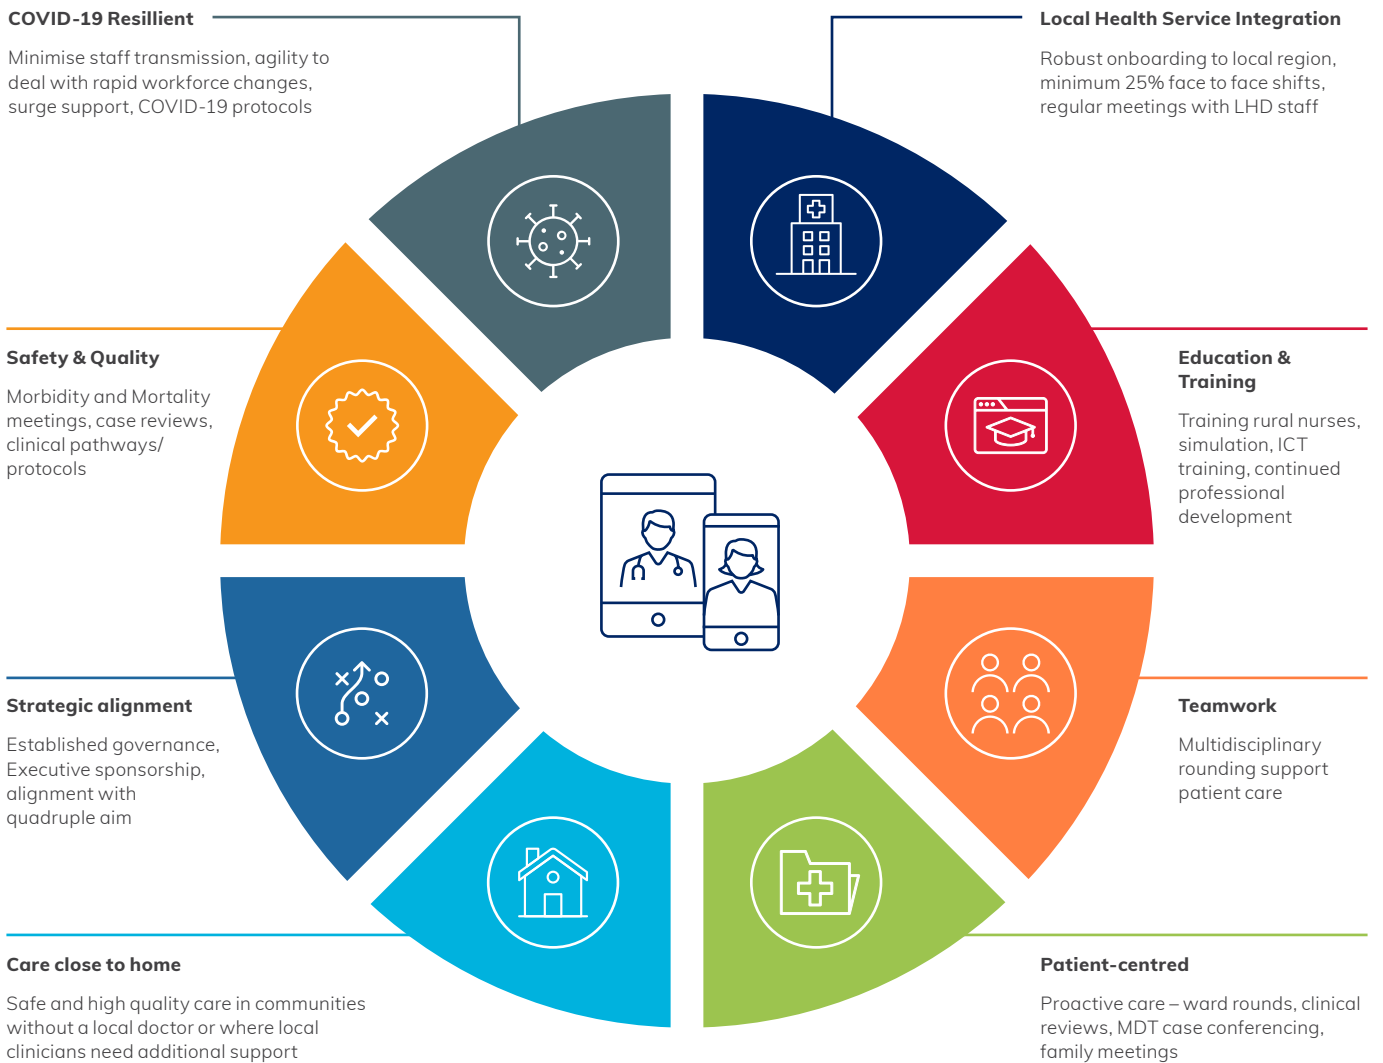 COVID-19 Resillient
Minimise staff transmission, agility to
deal with rapid workforce changes,
surge support, COVID-19 protocols
Local Health Service Integration
Robust onboarding to local region,
minimum 25% face to face shifts,
regular meetings with LHD staff
Safety & Quality
Morbidity and Mortality
meetings, case reviews,
clinical pathways/
protocols
Education &
Training
Training rural nurses,
simulation, ICT
training, continued
professional
development
Strategic alignment
Established governance,
Executive sponsorship,
alignment with
quadruple aim
Teamwork
Multidisciplinary
rounding support
patient care
Care close to home
Safe and high quality care in communities
without a local doctor or where local
clinicians need additional support
Patient-centred
Proactive care – ward rounds, clinical
reviews, MDT case conferencing,
family meetings